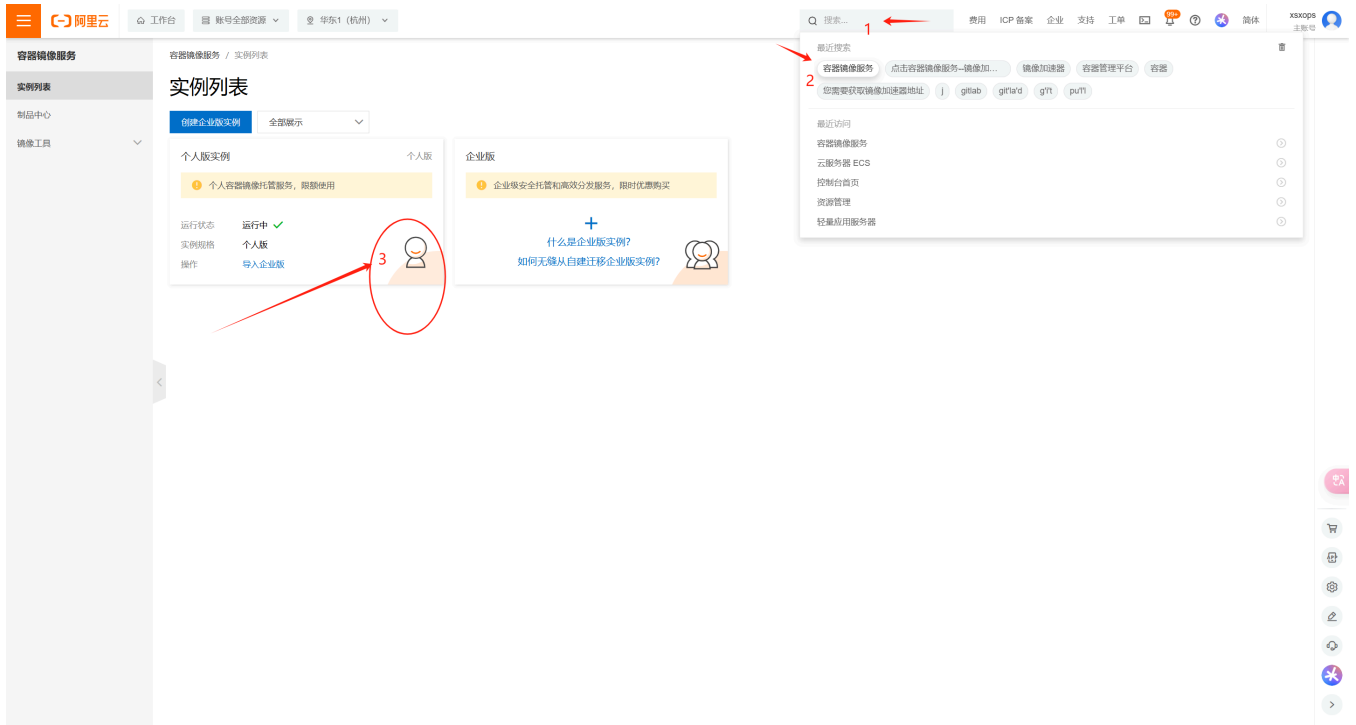 阿里云 工作台 账号全部资源 华东1（杭州） 搜索... 1 费用 ICP 备案 企业 支持 工单 99+ 简体 xsxops
主账号
容器镜像服务
实例列表
制品中心
镜像工具
容器镜像服务 / 实例列表
实例列表
创建企业版实例 全部展示
个人版实例 个人版
个人容器镜像托管服务，限额使用
运行状态 运行中
实例规格 个人版
操作 导入企业版
3
企业版
企业级安全托管和高效分发服务，限时优惠购买
什么是企业版实例?
如何无缝从自建迁移企业版实例?
最近搜索
2
容器镜像服务 点击容器镜像服务--镜像加... 镜像加速器 容器管理平台 容器
您需要获取镜像加速器地址 j gitlab git'la'd g'i't pu'l'l
最近访问
容器镜像服务
云服务器 ECS
控制台首页
资源管理
轻量应用服务器